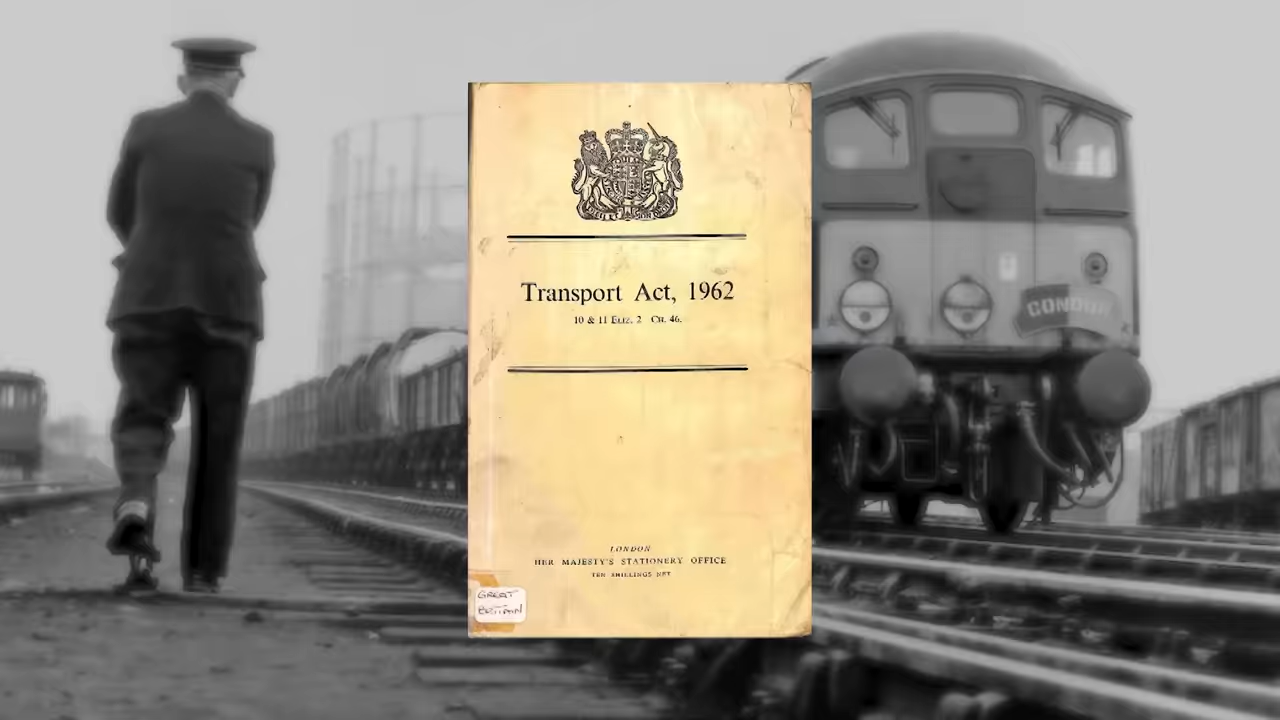 Transport Act, 1962
10 & 11 Eliz. 2 Ch. 46.
LONDON
HER MAJESTY'S STATIONERY OFFICE
TEN SHILLINGS NET
GREAT
BRITAIN
CONDOR